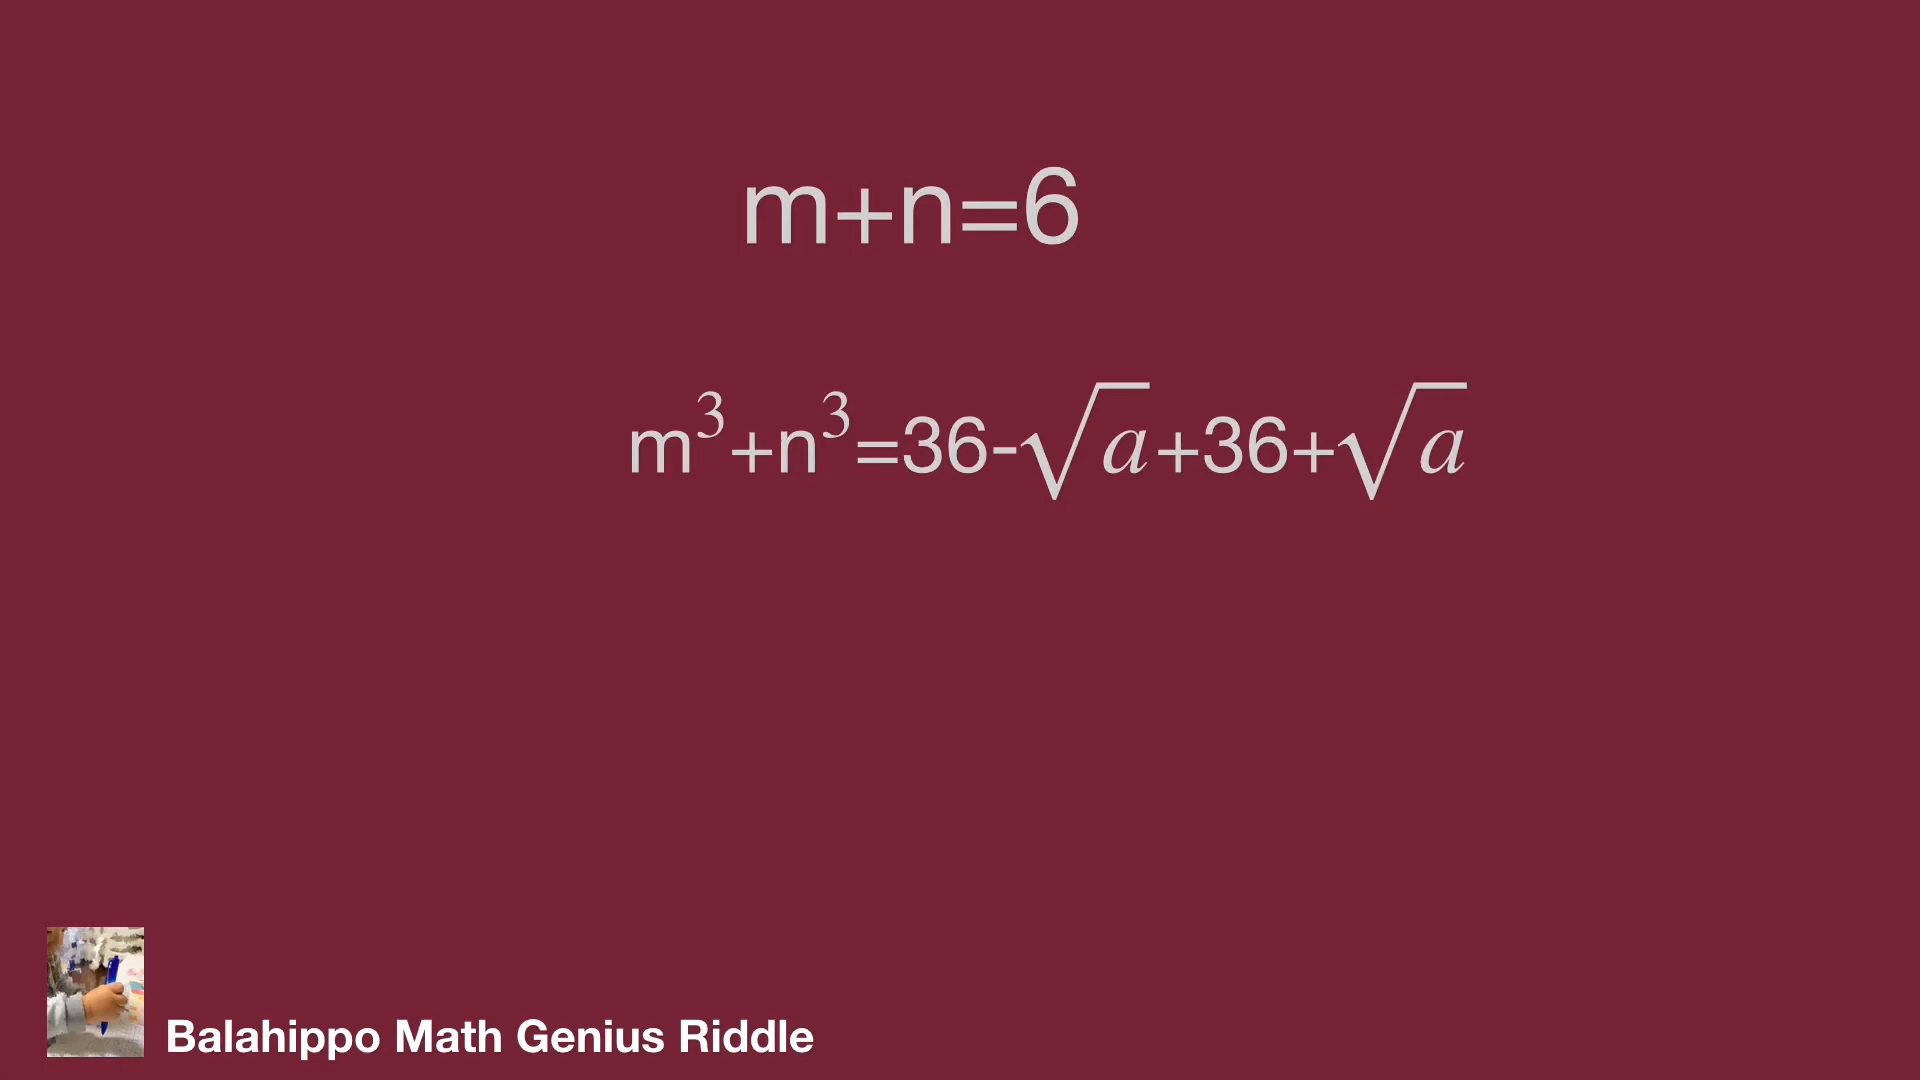 m+n=6
m³+n³=36-√a+36+√a
Balahippo Math Genius Riddle